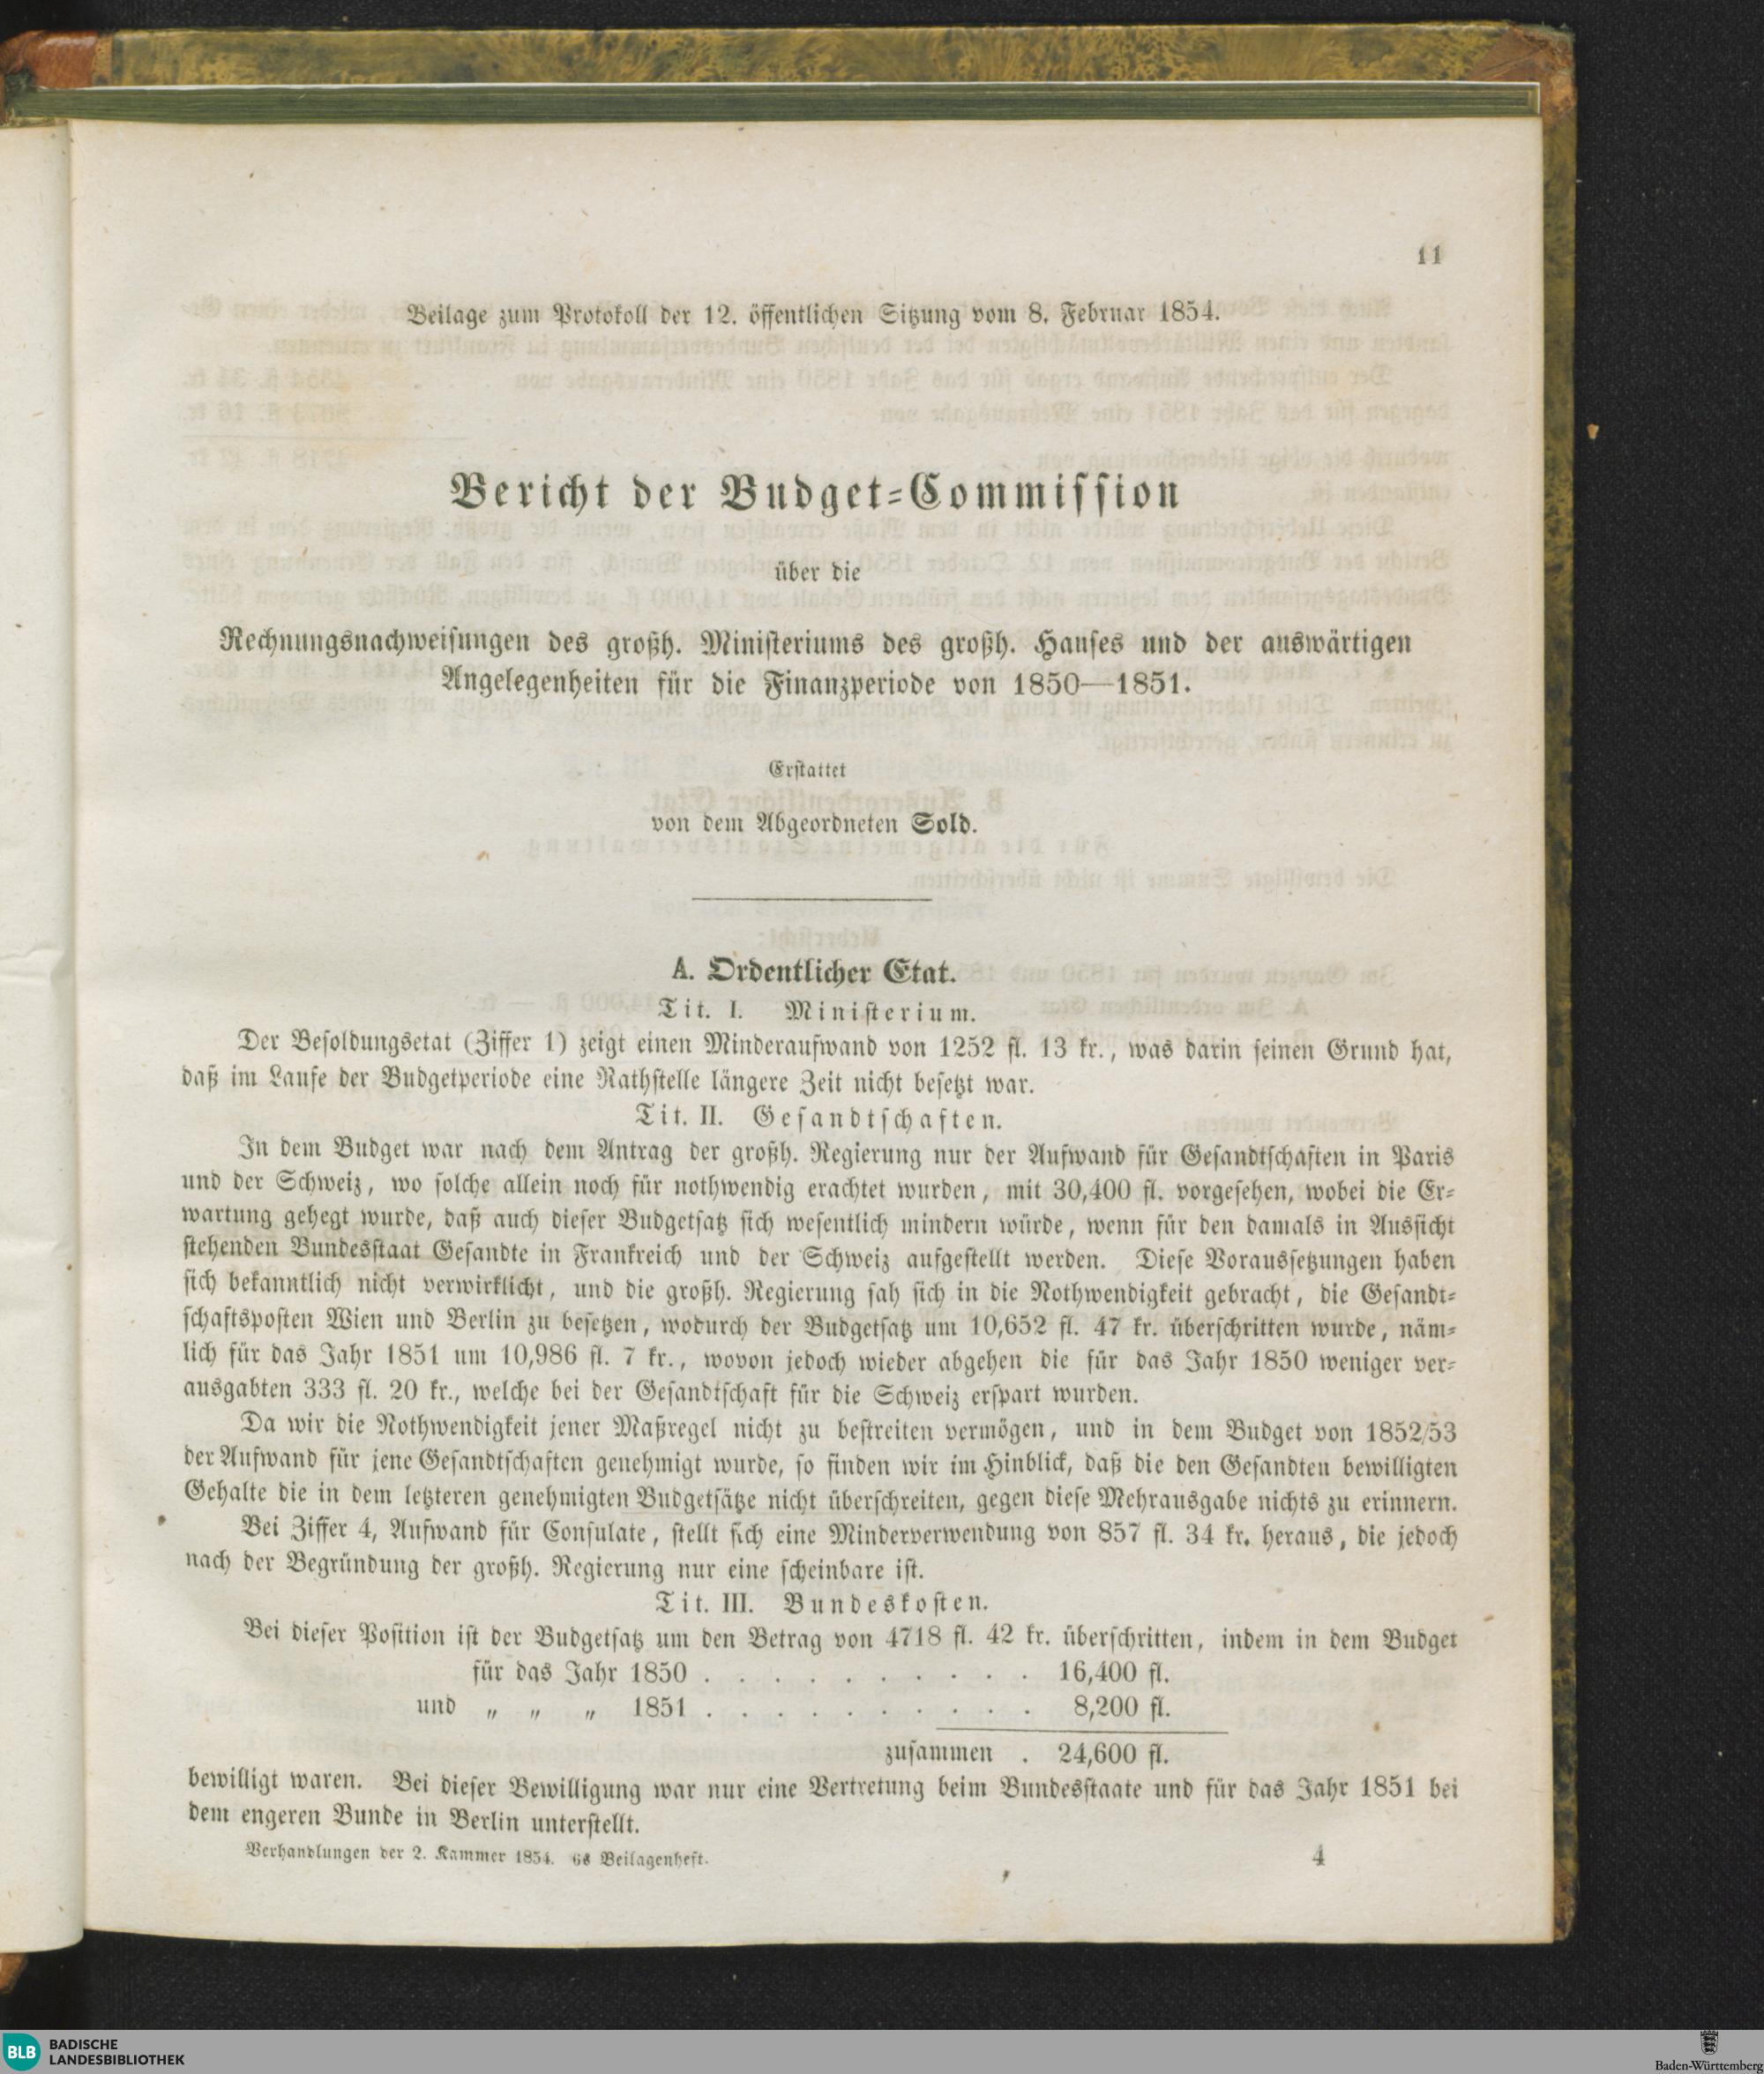 11
Beilage zum Protokoll der 12. öffentlichen Sitzung vom 8. Februar 1854.
Bericht der Budget-Commission
über die
Rechnungsnachweisungen des großh. Ministeriums des großh. Hauses und der auswärtigen
Angelegenheiten für die Finanzperiode von 1850—1851.
Erstattet
von dem Abgeordneten Sold.
A. Ordentlicher Etat.
Tit. I. Ministerium.
Der Besoldungsetat (Ziffer 1) zeigt einen Minderaufwand von 1252 fl. 13 kr., was darin seinen Grund hat,
daß im Laufe der Budgetperiode eine Rathstelle längere Zeit nicht besetzt war.
Tit. II. Gesandtschaften.
In dem Budget war nach dem Antrag der großh. Regierung nur der Aufwand für Gesandtschaften in Paris
und der Schweiz, wo solche allein noch für nothwendig erachtet wurden, mit 30,400 fl. vorgesehen, wobei die Er-
wartung gehegt wurde, daß auch dieser Budgetsatz sich wesentlich mindern würde, wenn für den damals in Aussicht
stehenden Bundesstaat Gesandte in Frankreich und der Schweiz aufgestellt werden. Diese Voraussetzungen haben
sich bekanntlich nicht verwirklicht, und die großh. Regierung sah sich in die Nothwendigkeit gebracht, die Gesandt-
schaftsposten Wien und Berlin zu besetzen, wodurch der Budgetsatz um 10,652 fl. 47 kr. überschritten wurde, näm-
lich für das Jahr 1851 um 10,986 fl. 7 kr., wovon jedoch wieder abgehen die für das Jahr 1850 weniger ver-
ausgabten 333 fl. 20 kr., welche bei der Gesandtschaft für die Schweiz erspart wurden.
Da wir die Nothwendigkeit jener Maßregel nicht zu bestreiten vermögen, und in dem Budget von 1852/53
der Aufwand für jene Gesandtschaften genehmigt wurde, so finden wir im Hinblick, daß die den Gesandten bewilligten
Gehalte die in dem letzteren genehmigten Budgetsätze nicht überschreiten, gegen diese Mehrausgabe nichts zu erinnern.
Bei Ziffer 4, Aufwand für Consulate, stellt sich eine Minderverwendung von 857 fl. 34 kr. heraus, die jedoch
nach der Begründung der großh. Regierung nur eine scheinbare ist.
Tit. III. Bundeskosten.
Bei dieser Position ist der Budgetsatz um den Betrag von 4718 fl. 42 kr. überschritten, indem in dem Budget
für das Jahr 1850 . . . . . . . . . . 16,400 fl.
und „ „ „ 1851 . . . . . . . . . . 8,200 fl.
zusammen . 24,600 fl.
bewilligt waren. Bei dieser Bewilligung war nur eine Vertretung beim Bundesstaate und für das Jahr 1851 bei
dem engeren Bunde in Berlin unterstellt.
Verhandlungen der 2. Kammer 1854. 6s Beilagenheft. 4
BLB BADISCHE
LANDESBIBLIOTHEK
Baden-Württemberg